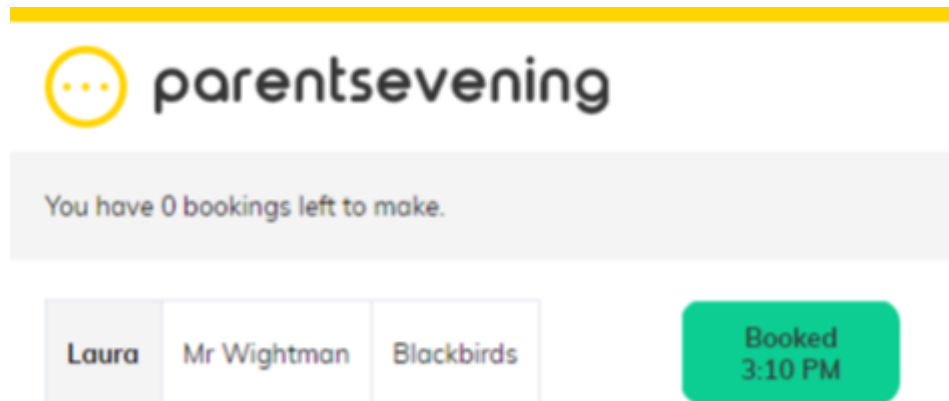 parentsevening
You have 0 bookings left to make.
Laura Mr Wightman Blackbirds
Booked
3:10 PM